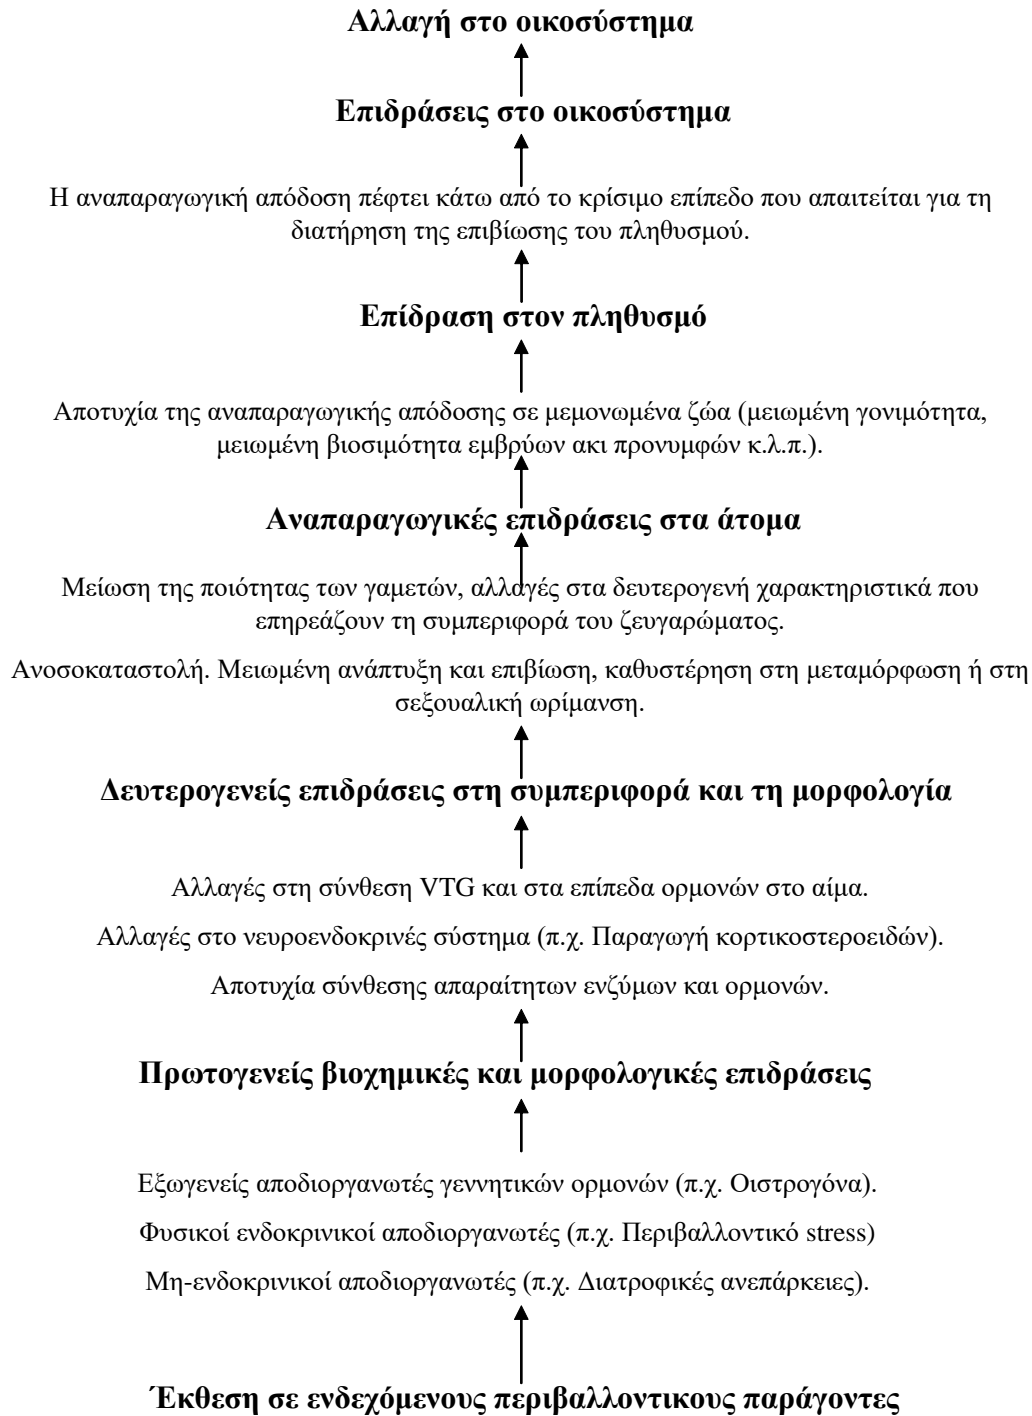 Αλλαγή στο οικοσύστημα
Επιδράσεις στο οικοσύστημα
Η αναπαραγωγική απόδοση πέφτει κάτω από το κρίσιμο επίπεδο που απαιτείται για τη
διατήρηση της επιβίωσης του πληθυσμού.
Επίδραση στον πληθυσμό
Αποτυχία της αναπαραγωγικής απόδοσης σε μεμονωμένα ζώα (μειωμένη γονιμότητα,
μειωμένη βιοσιμότητα εμβρύων ακι προνυμφών κ.λ.π.).
Αναπαραγωγικές επιδράσεις στα άτομα
Μείωση της ποιότητας των γαμετών, αλλαγές στα δευτερογενή χαρακτηριστικά που
επηρεάζουν τη συμπεριφορά του ζευγαρώματος.
Ανοσοκαταστολή. Μειωμένη ανάπτυξη και επιβίωση, καθυστέρηση στη μεταμόρφωση ή στη
σεξουαλική ωρίμανση.
Δευτερογενείς επιδράσεις στη συμπεριφορά και τη μορφολογία
Αλλαγές στη σύνθεση VTG και στα επίπεδα ορμονών στο αίμα.
Αλλαγές στο νευροενδοκρινές σύστημα (π.χ. Παραγωγή κορτικοστεροειδών).
Αποτυχία σύνθεσης απαραίτητων ενζύμων και ορμονών.
Πρωτογενείς βιοχημικές και μορφολογικές επιδράσεις
Εξωγενείς αποδιοργανωτές γεννητικών ορμονών (π.χ. Οιστρογόνα).
Φυσικοί ενδοκρινικοί αποδιοργανωτές (π.χ. Περιβαλλοντικό stress)
Μη-ενδοκρινικοί αποδιοργανωτές (π.χ. Διατροφικές ανεπάρκειες).
Έκθεση σε ενδεχόμενους περιβαλλοντικους παράγοντες